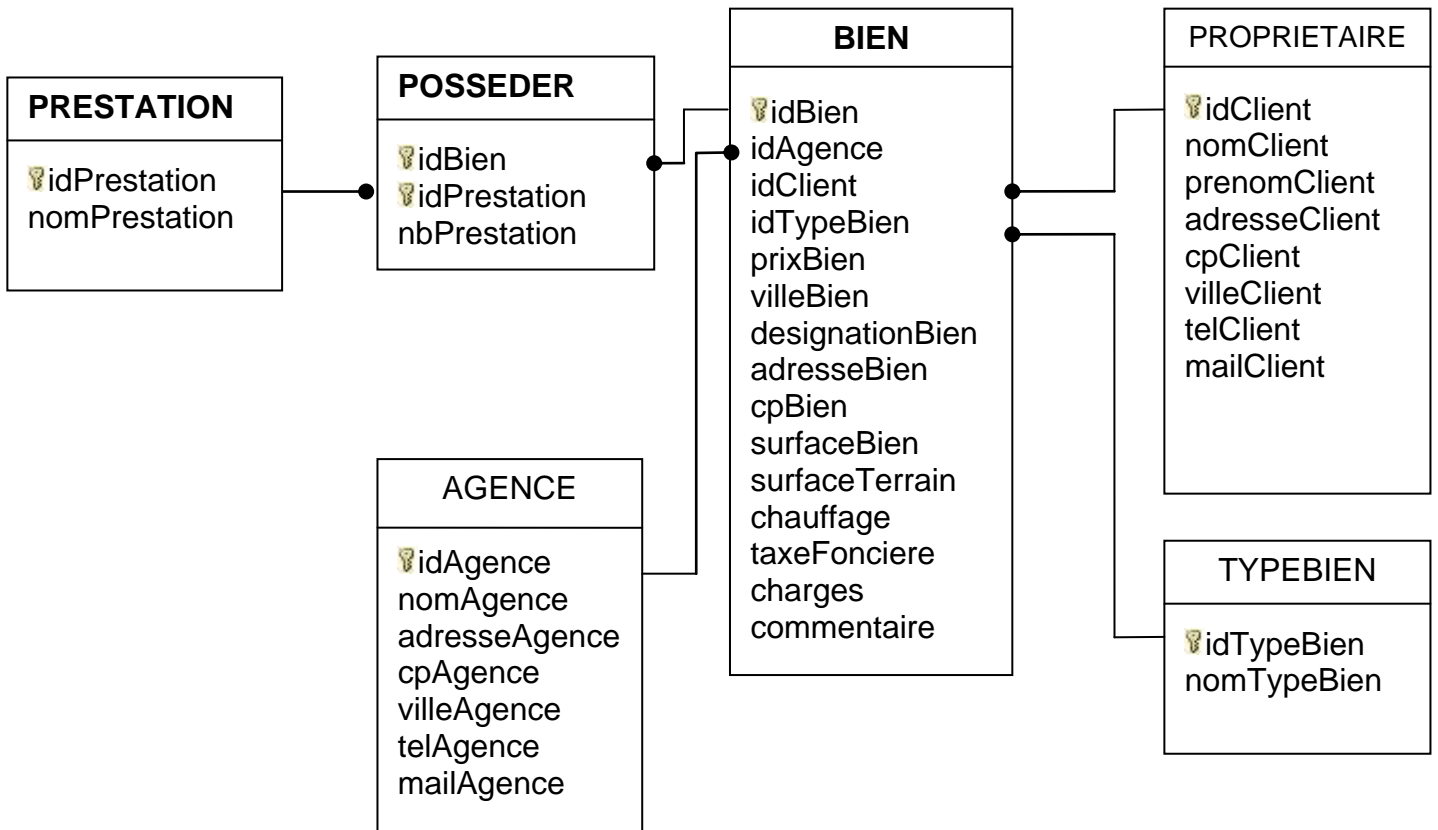 PRESTATION
idPrestation
nomPrestation
POSSEDER
idBien
idPrestation
nbPrestation
BIEN
idBien
idAgence
idClient
idTypeBien
prixBien
villeBien
designationBien
adresseBien
cpBien
surfaceBien
surfaceTerrain
chauffage
taxeFonciere
charges
commentaire
PROPRIETAIRE
idClient
nomClient
prenomClient
adresseClient
cpClient
villeClient
telClient
mailClient
AGENCE
idAgence
nomAgence
adresseAgence
cpAgence
villeAgence
telAgence
mailAgence
TYPEBIEN
idTypeBien
nomTypeBien